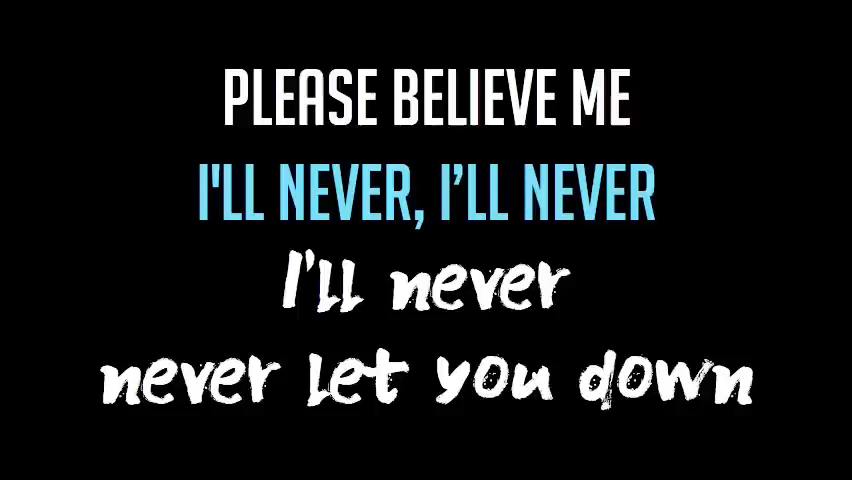 PLEASE BELIEVE ME
I'LL NEVER, I’LL NEVER
I'll never
never let you down